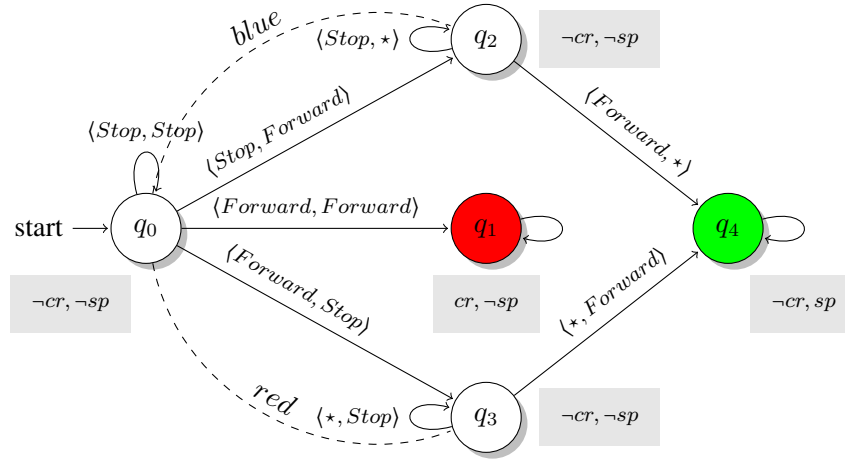 blue
⟨Stop, ⋆⟩
q₂
¬cr, ¬sp
⟨Stop, Stop⟩
⟨Stop, Forward⟩
⟨Forward, ⋆⟩
start
q₀
⟨Forward, Forward⟩
q₁
q₄
¬cr, ¬sp
⟨Forward, Stop⟩
cr, ¬sp
⟨⋆, Forward⟩
¬cr, sp
red
⟨⋆, Stop⟩
q₃
¬cr, ¬sp